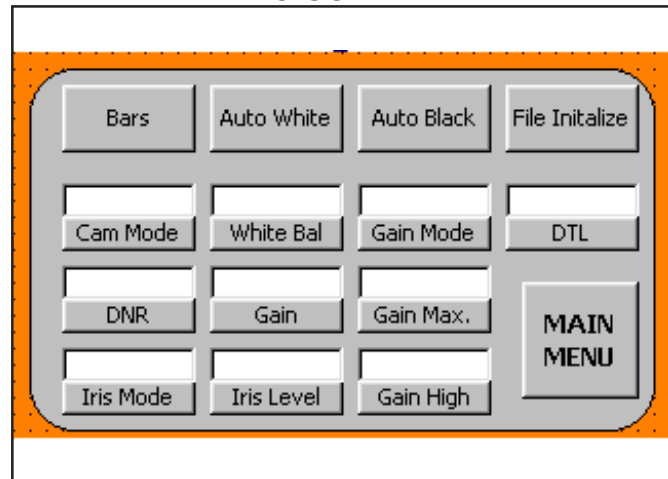 Bars
Auto White
Auto Black
File Initalize
Cam Mode
White Bal
Gain Mode
DTL
DNR
Gain
Gain Max.
MAIN
MENU
Iris Mode
Iris Level
Gain High